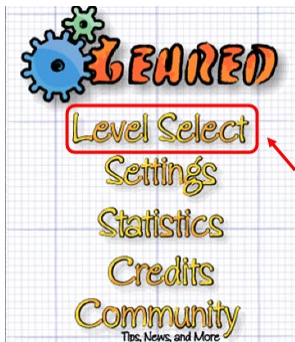 GEARED
Level Select
Settings
Statistics
Credits
Community
Tips, News, and More